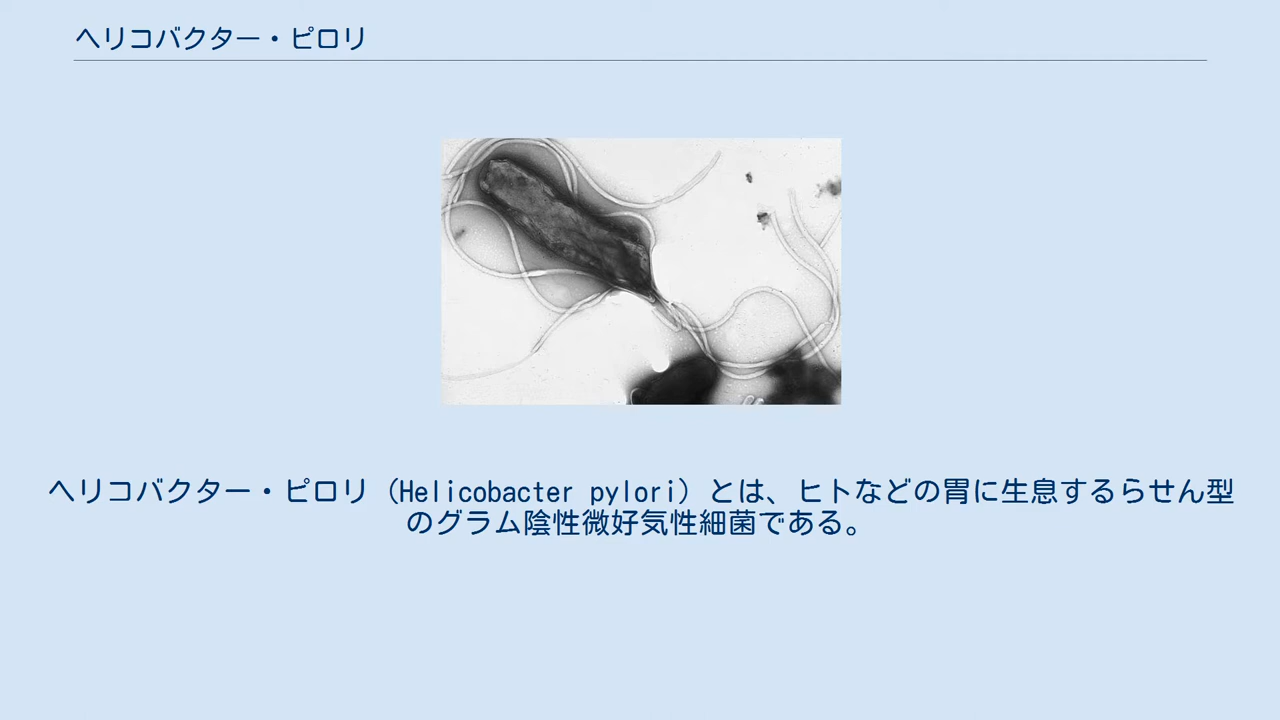 ヘリコバクター・ピロリ
ヘリコバクター・ピロリ（Helicobacter pylori）とは、ヒトなどの胃に生息するらせん型
のグラム陰性微好気性細菌である。